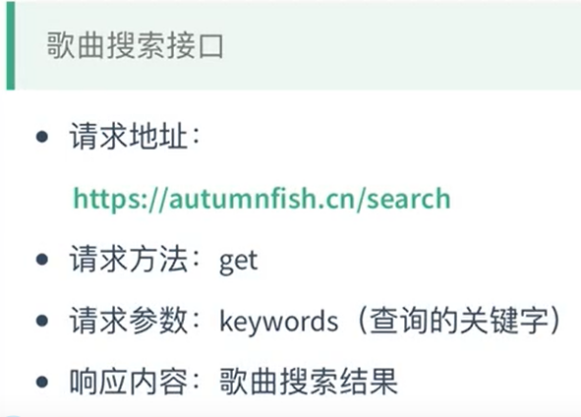 歌曲搜索接口
请求地址：
https://autumnfish.cn/search
请求方法：get
请求参数：keywords（查询的关键字）
响应内容：歌曲搜索结果